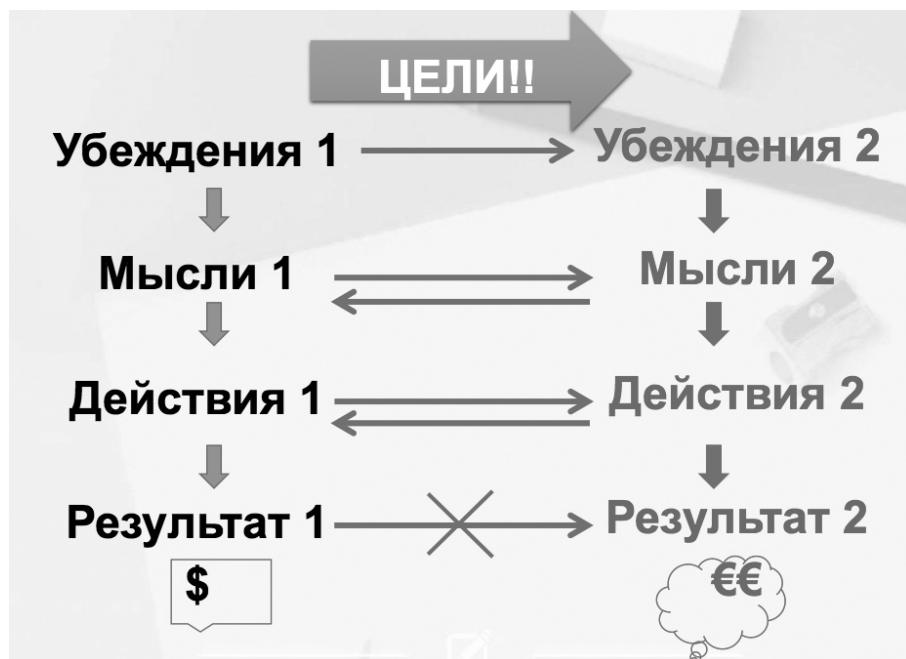 ЦЕЛИ!!
Убеждения 1
Убеждения 2
Мысли 1
Мысли 2
Действия 1
Действия 2
Результат 1
Результат 2
$
€€